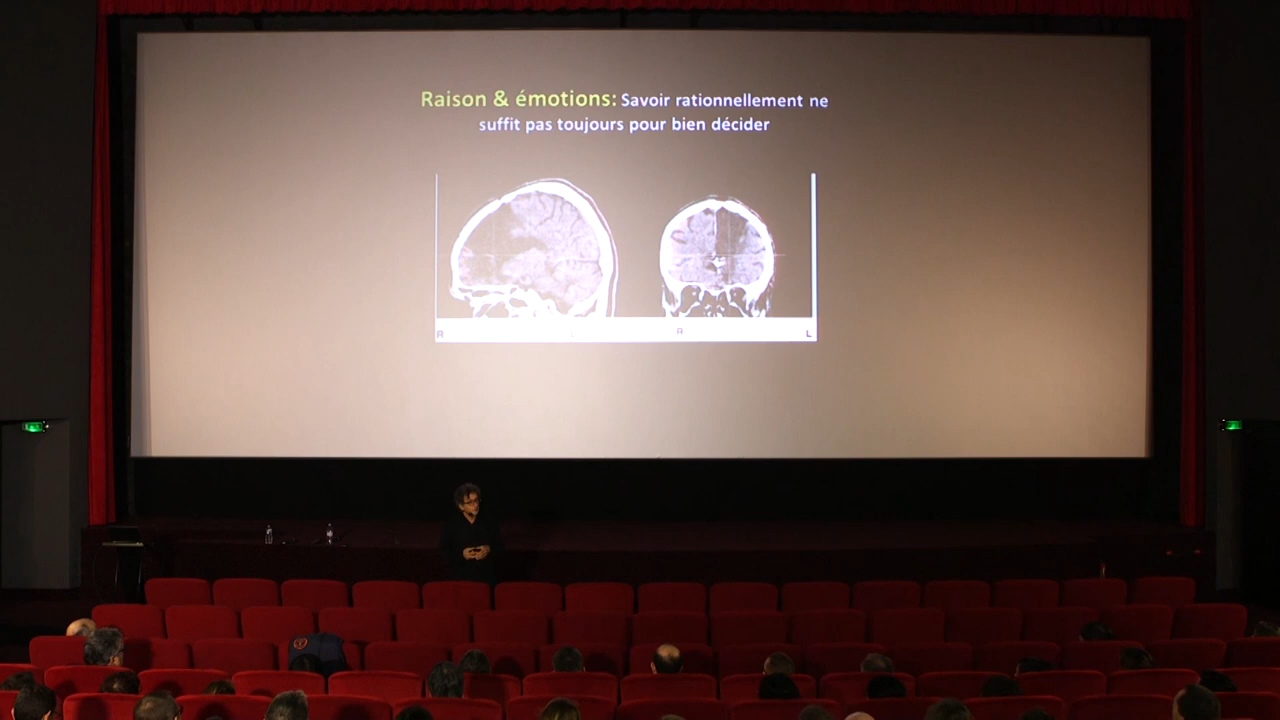 Raison & émotions: Savoir rationnellement ne
suffit pas toujours pour bien décider
R
R
L